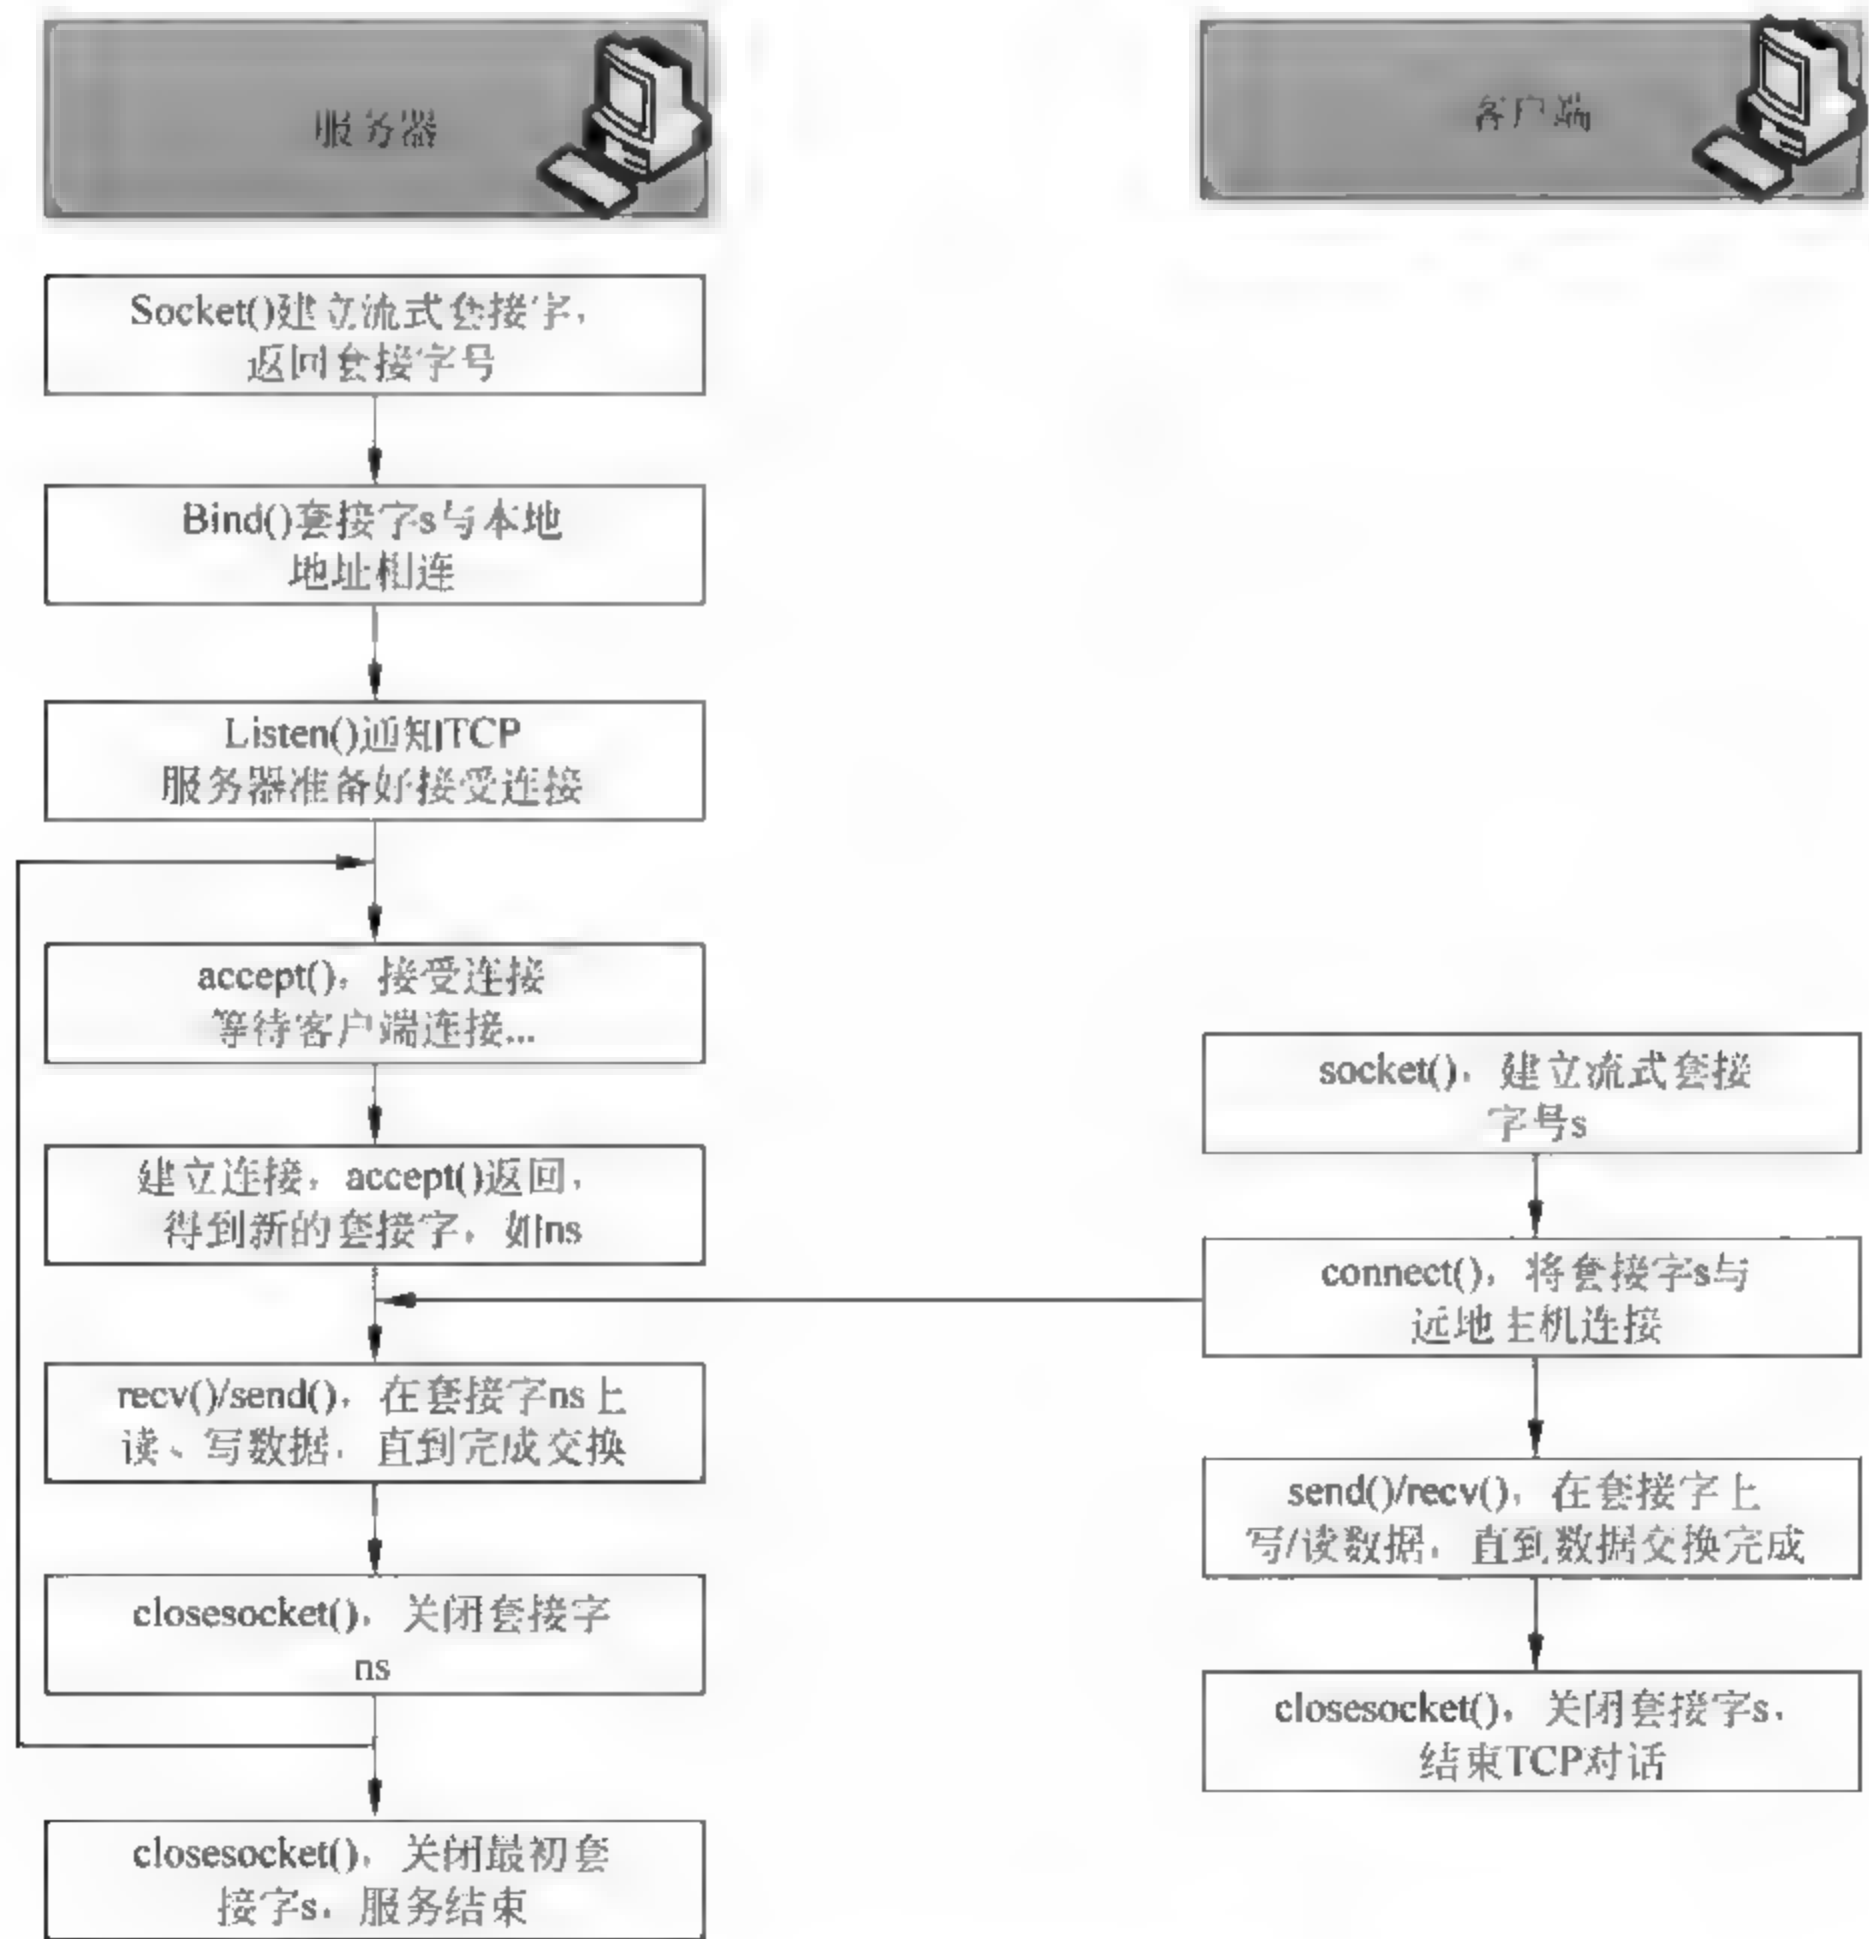 服务器
客户端
Socket()建立流式套接字，
返回套接字号
Bind()套接字s与本地
地址相连
Listen()通知TCP
服务器准备好接受连接
accept()，接受连接
等待客户端连接...
建立连接，accept()返回，
得到新的套接字，如ns
recv()/send()，在套接字ns上
读、写数据，直到完成交换
closesocket()，关闭套接字
ns
closesocket()，关闭最初套
接字s，服务结束
socket()，建立流式套接
字号s
connect()，将套接字s与
远地主机连接
send()/recv()，在套接字上
写/读数据，直到数据交换完成
closesocket()，关闭套接字s，
结束TCP对话